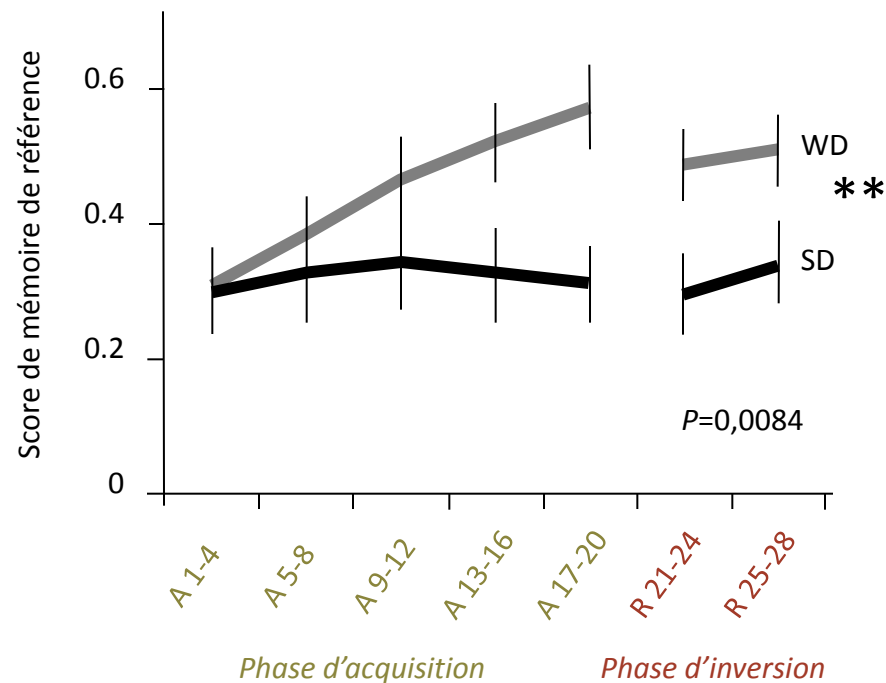 Score de mémoire de référence
0.6
0.4
0.2
0
WD
**
SD
P=0,0084
A 1-4
A 5-8
A 9-12
A 13-16
A 17-20
R 21-24
R 25-28
Phase d’acquisition
Phase d’inversion